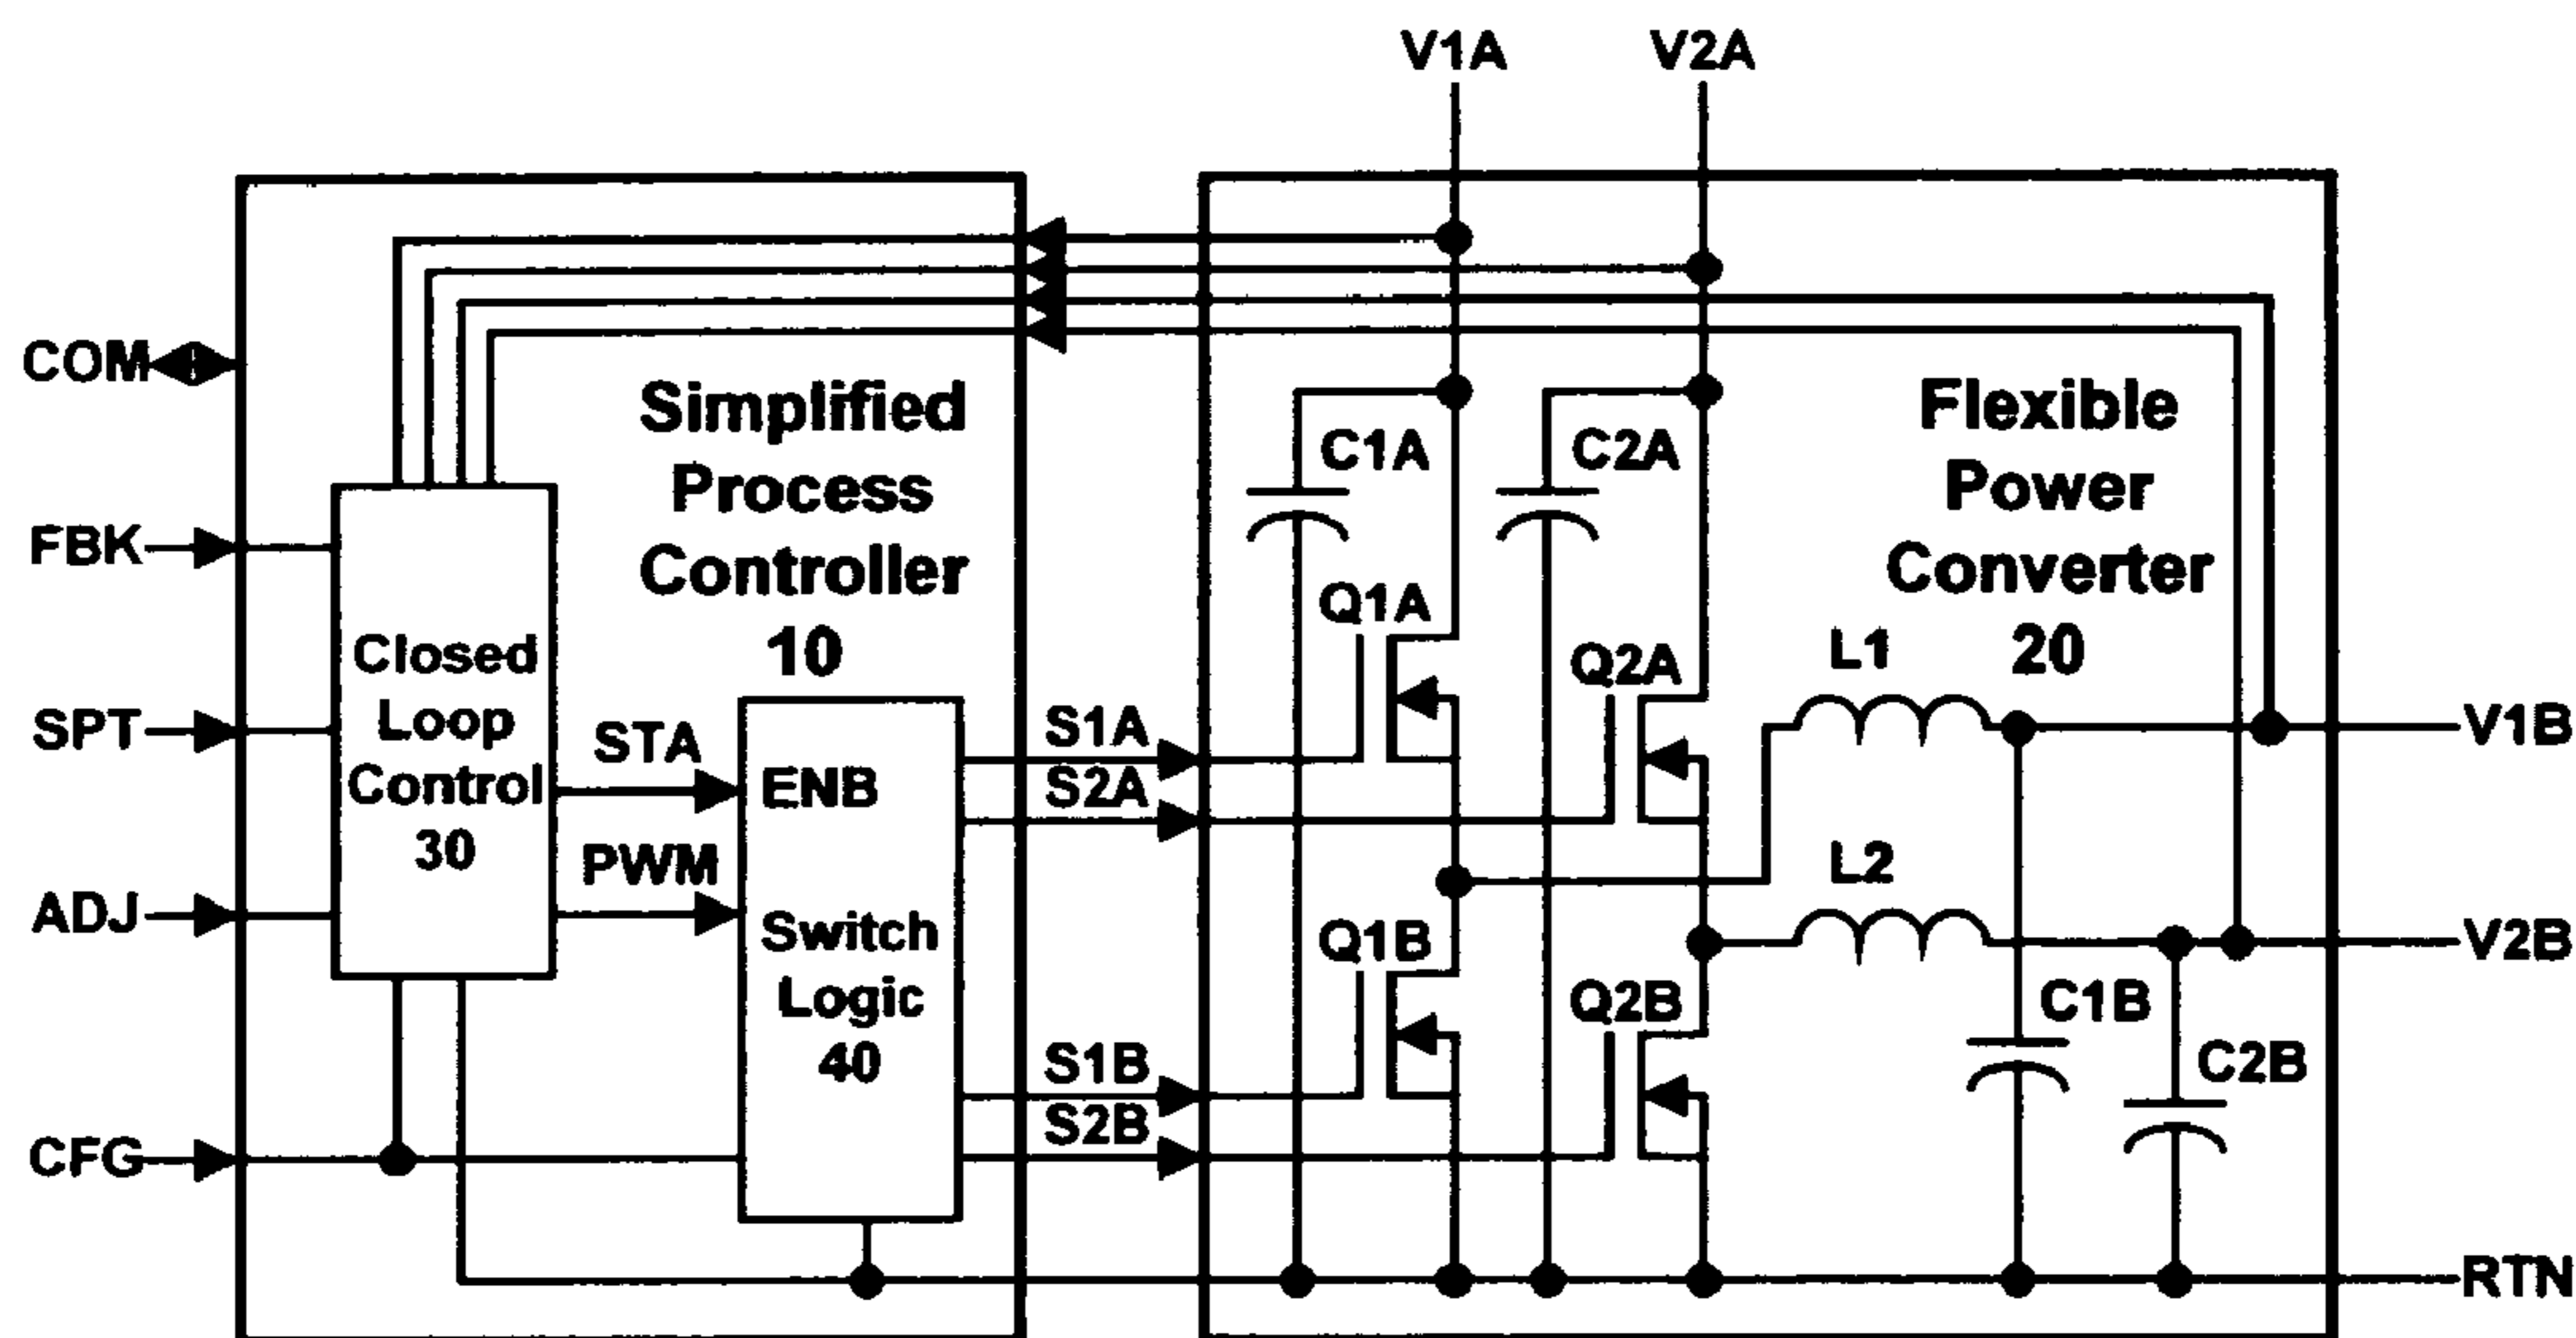 V1A
V2A
COM
FBK
SPT
ADJ
CFG
Simplified
Process
Controller
10
Closed
Loop
Control
30
STA
PWM
ENB
Switch
Logic
40
S1A
S2A
S1B
S2B
C1A
C2A
Q1A
Q2A
Q1B
Q2B
Flexible
Power
Converter
20
L1
L2
C1B
C2B
V1B
V2B
RTN